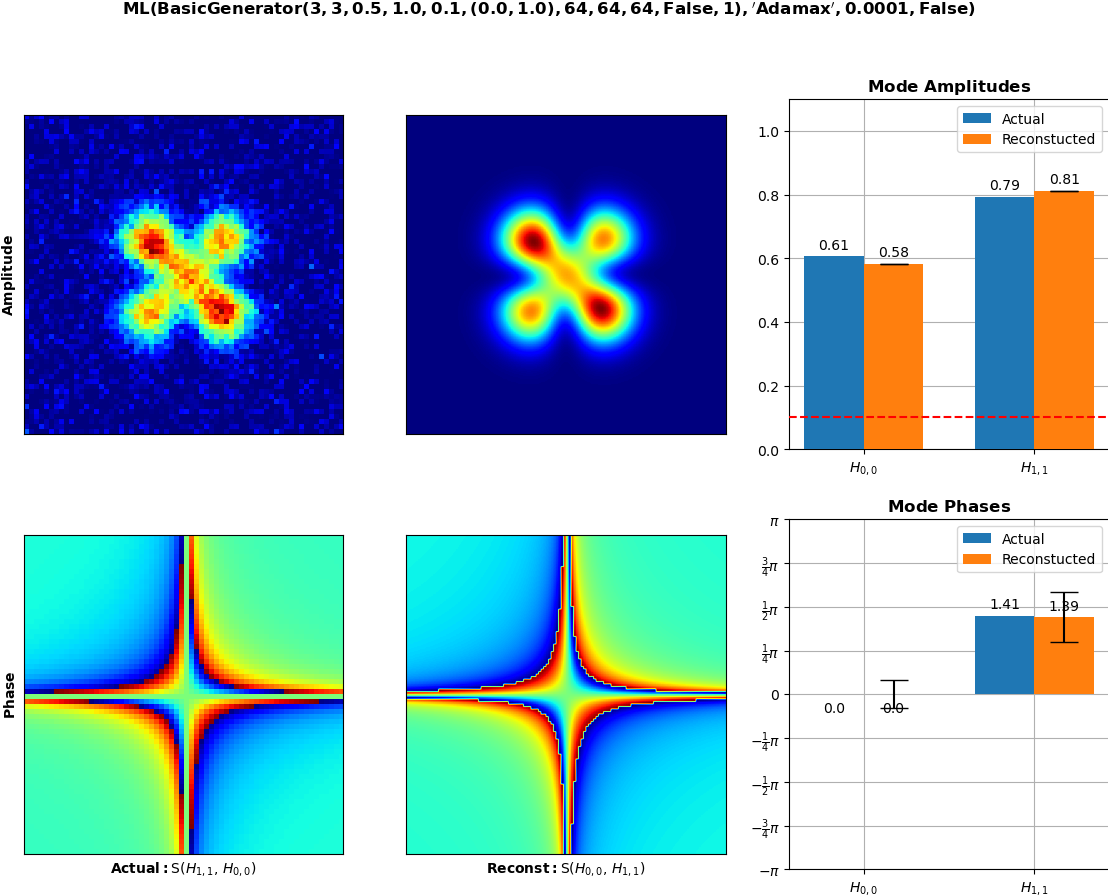 ML(BasicGenerator(3, 3, 0.5, 1.0, 0.1, (0.0, 1.0), 64, 64, 64, False, 1), ′Adamax′, 0.0001, False)
Amplitude
Mode Amplitudes
Actual
Reconstucted
1.0
0.8
0.6
0.4
0.2
0.0
0.61
0.58
0.79
0.81
H0, 0
H1, 1
Phase
Actual: S(H1, 1, H0, 0)
Reconst: S(H0, 0, H1, 1)
Mode Phases
Actual
Reconstucted
π
3/4π
1/2π
1/4π
0
−1/4π
−1/2π
−3/4π
−π
0.0
0.0
1.41
1.39
H0, 0
H1, 1